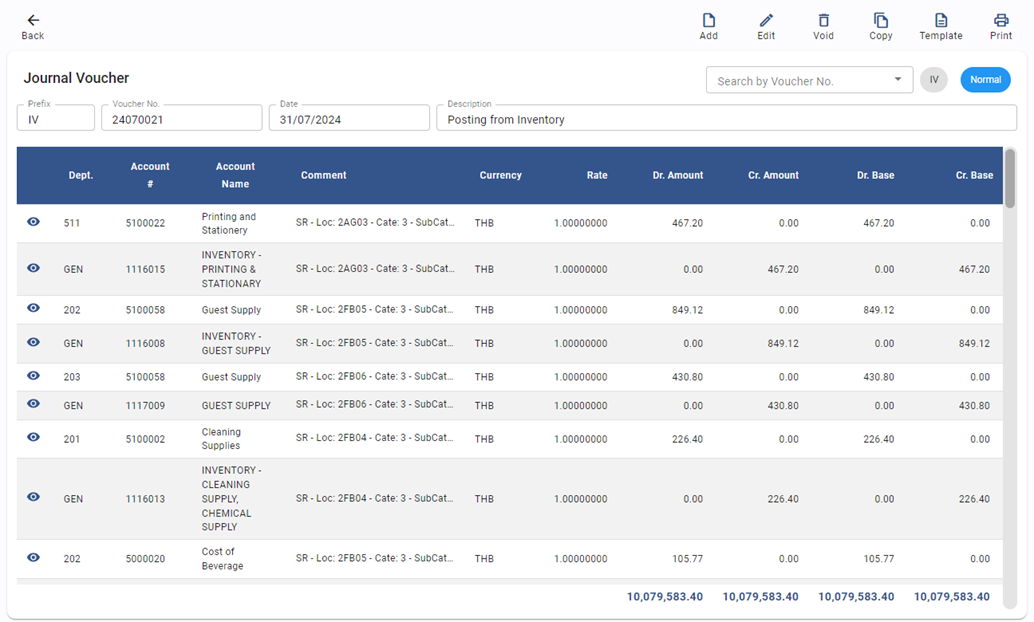 Back
Add Edit Void Copy Template Print
Journal Voucher
Search by Voucher No. IV Normal
Prefix Voucher No. Date Description
IV 24070021 31/07/2024 Posting from Inventory
Dept. Account # Account Name Comment Currency Rate Dr. Amount Cr. Amount Dr. Base Cr. Base
511 5100022 Printing and Stationery SR - Loc: 2AG03 - Cate: 3 - SubCat... THB 1.00000000 467.20 0.00 467.20 0.00
GEN 1116015 INVENTORY - PRINTING & STATIONARY SR - Loc: 2AG03 - Cate: 3 - SubCat... THB 1.00000000 0.00 467.20 0.00 467.20
202 5100058 Guest Supply SR - Loc: 2FB05 - Cate: 3 - SubCat... THB 1.00000000 849.12 0.00 849.12 0.00
GEN 1116008 INVENTORY - GUEST SUPPLY SR - Loc: 2FB05 - Cate: 3 - SubCat... THB 1.00000000 0.00 849.12 0.00 849.12
203 5100058 Guest Supply SR - Loc: 2FB06 - Cate: 3 - SubCat... THB 1.00000000 430.80 0.00 430.80 0.00
GEN 1117009 GUEST SUPPLY SR - Loc: 2FB06 - Cate: 3 - SubCat... THB 1.00000000 0.00 430.80 0.00 430.80
201 5100002 Cleaning Supplies SR - Loc: 2FB04 - Cate: 3 - SubCat... THB 1.00000000 226.40 0.00 226.40 0.00
GEN 1116013 INVENTORY - CLEANING SUPPLY, CHEMICAL SUPPLY SR - Loc: 2FB04 - Cate: 3 - SubCat... THB 1.00000000 0.00 226.40 0.00 226.40
202 5000020 Cost of Beverage SR - Loc: 2FB05 - Cate: 3 - SubCat... THB 1.00000000 105.77 0.00 105.77 0.00
10,079,583.40 10,079,583.40 10,079,583.40 10,079,583.40